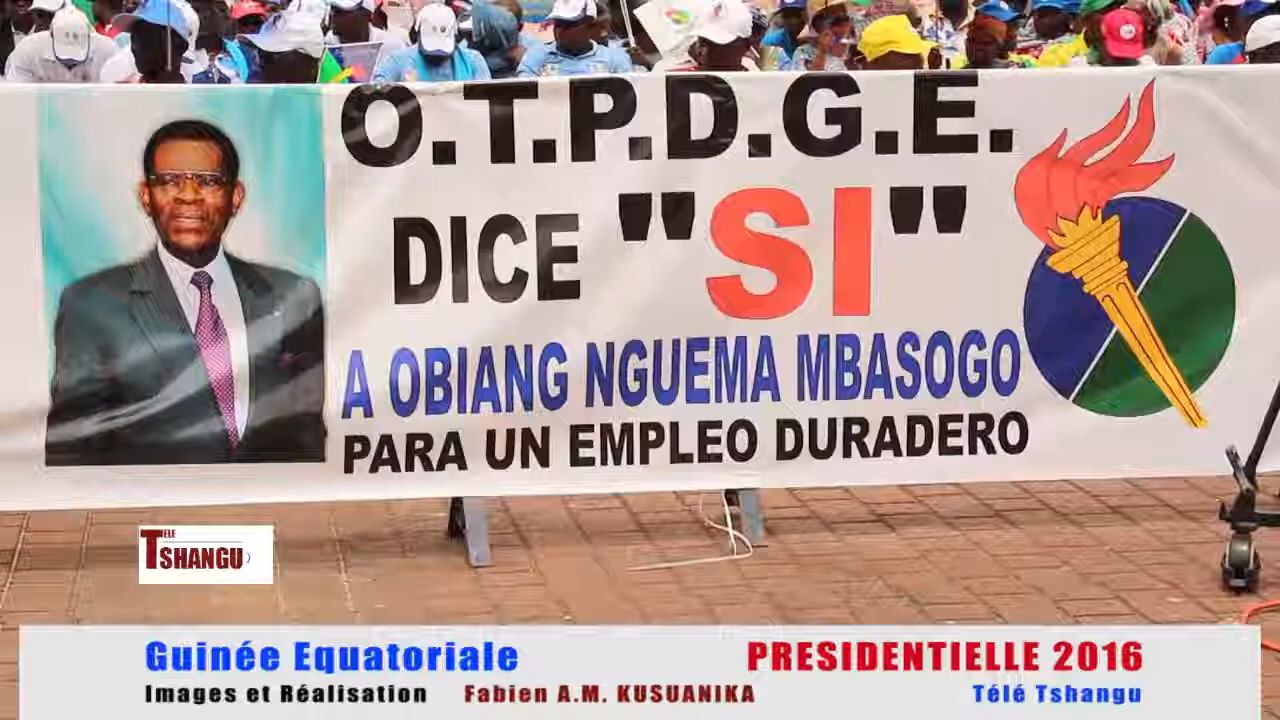 O.T.P.D.G.E.
DICE "SI"
A OBIANG NGUEMA MBASOGO
PARA UN EMPLEO DURADERO
TELE
TSHANGU
Guinée Equatoriale PRESIDENTIELLE 2016
Images et Réalisation Fabien A.M. KUSUANIKA Télé Tshangu